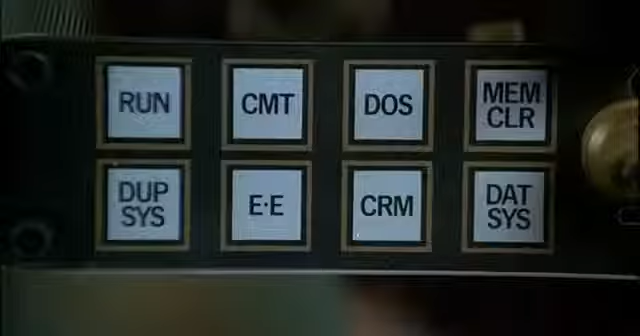 RUN
CMT
DOS
MEM
CLR
DUP
SYS
E·E
CRM
DAT
SYS